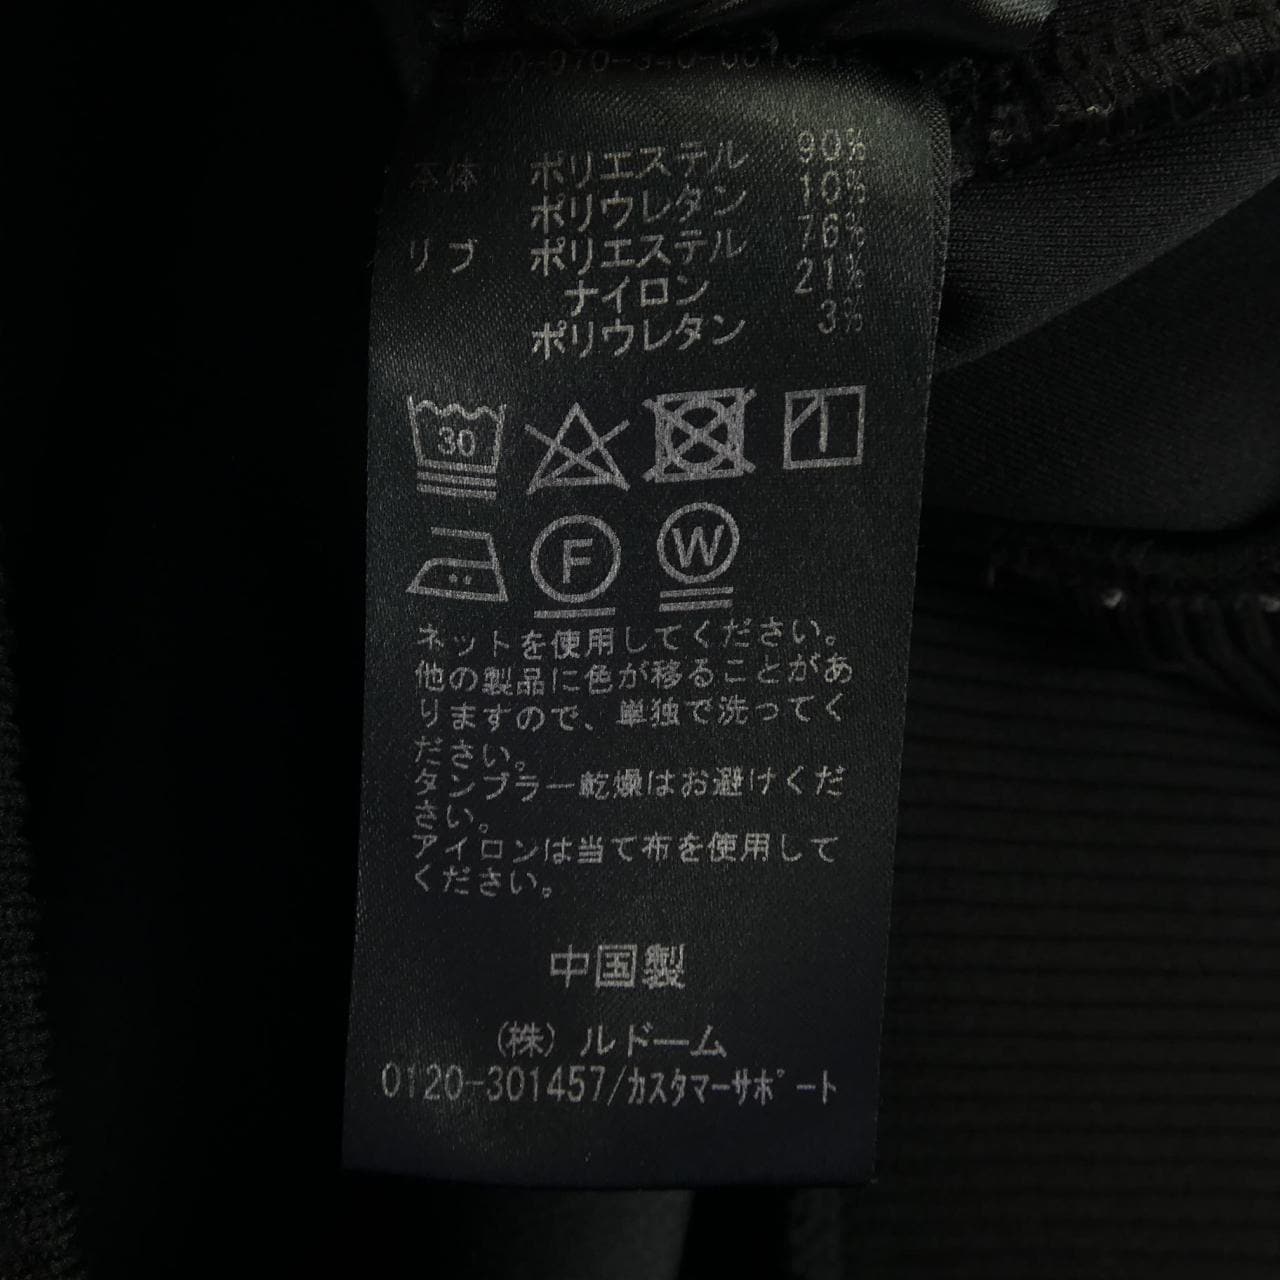 本体 ポリエステル 90%
ポリウレタン 10%
リブ ポリエステル 76%
ナイロン 21%
ポリウレタン 3%
30
F W
ネットを使用してください。
他の製品に色が移ることがあ
りますので、単独で洗ってく
ださい。
タンブラー乾燥はお避けくだ
さい。
アイロンは当て布を使用して
ください。
中国製
(株) ルドーム
0120-301457/カスタマーサポート